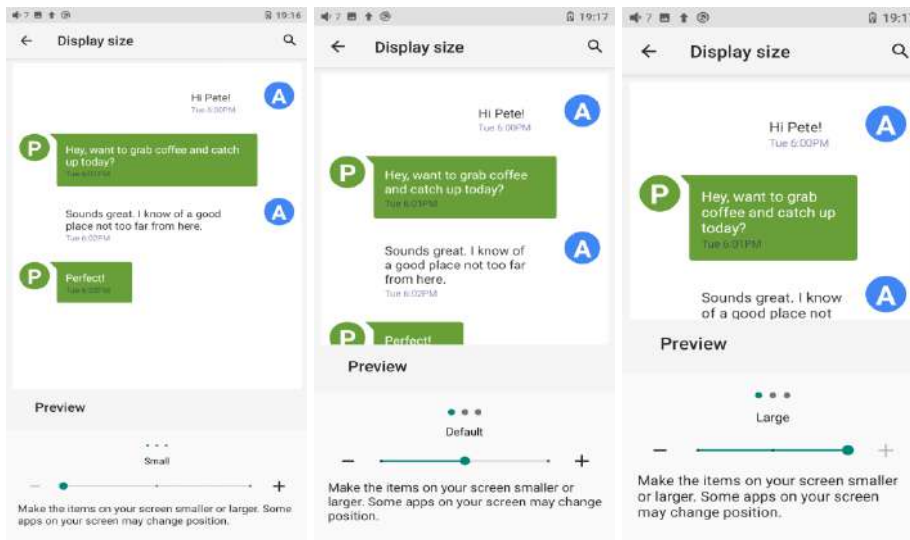 7 19:16
Display size
Hi Pete!
Tue 6:00PM
A
P
Hey, want to grab coffee and catch
up today?
Tue 6:01PM
Sounds great. I know of a good
place not too far from here.
Tue 6:02PM
A
P
Perfect!
Preview
Small
Make the items on your screen smaller or larger. Some
apps on your screen may change position.
7 19:17
Display size
Hi Pete!
Tue 6:00PM
A
P
Hey, want to grab coffee
and catch up today?
Tue 6:01PM
Sounds great. I know of
a good place not too far
from here.
Tue 6:02PM
A
P
Perfect!
Preview
Default
Make the items on your screen smaller or
larger. Some apps on your screen may change
position.
7
Display size
Hi Pete!
Tue 6:00PM
A
P
Hey, want to grab
coffee and catch up
today?
Tue 6:01PM
Sounds great. I know
of a good place not
A
Preview
Large
Make the items on your screen smaller
or larger. Some apps on your screen
may change position.